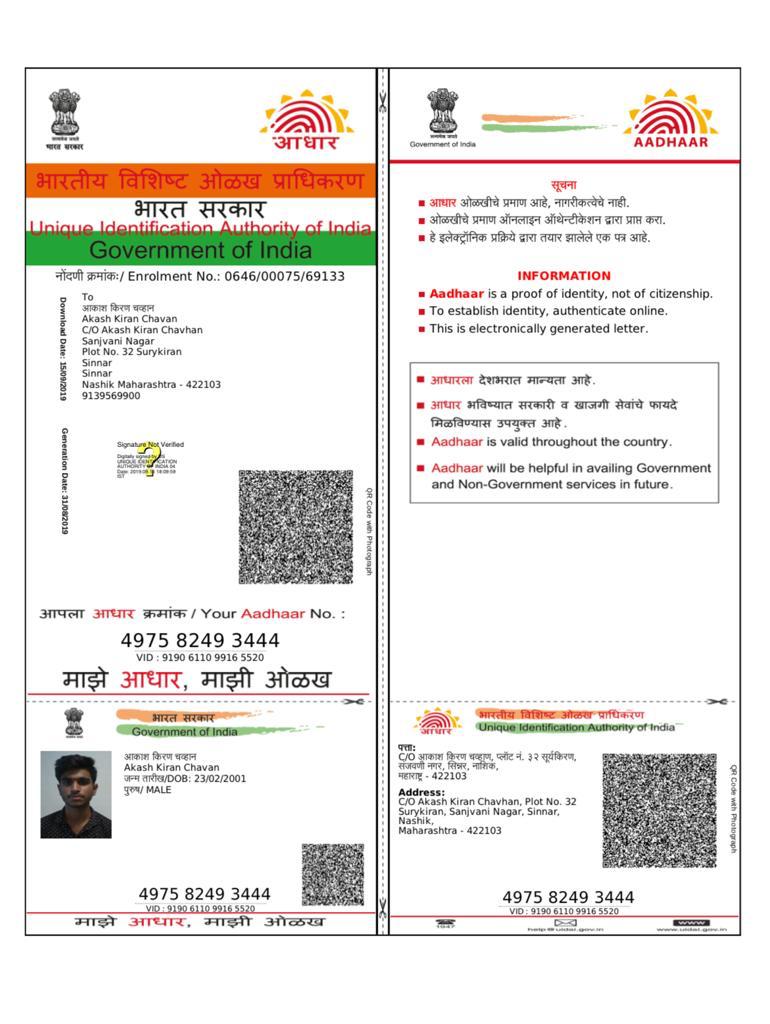 भारत सरकार
आधार
भारतीय विशिष्ट ओळख प्राधिकरण
भारत सरकार
Unique Identification Authority of India
Government of India
नोंदणी क्रमांकः/ Enrolment No.: 0646/00075/69133
To
आकाश किरण चव्हान
Akash Kiran Chavan
C/O Akash Kiran Chavhan
Sanjvani Nagar
Plot No. 32 Surykiran
Sinnar
Sinnar
Nashik Maharashtra - 422103
9139569900
Download Date: 15/09/2019
Generation Date: 31/08/2019
Signature Not Verified
Digitally signed by DS
UNIQUE IDENTIFICATION
AUTHORITY OF INDIA 04
IST
QR Code with Photograph
आपला आधार क्रमांक / Your Aadhaar No. :
4975 8249 3444
VID : 9190 6110 9916 5520
माझे आधार, माझी ओळख
भारत सरकार
Government of India
आकाश किरण चव्हान
Akash Kiran Chavan
जन्म तारीख/DOB: 23/02/2001
पुरुष/ MALE
4975 8249 3444
VID : 9190 6110 9916 5520
माझे आधार, माझी ओळख
Government of India
AADHAAR
सूचना
आधार ओळखीचे प्रमाण आहे, नागरीकत्वेचे नाही.
ओळखीचे प्रमाण ऑनलाइन ऑथेन्टीकेशन द्वारा प्राप्त करा.
हे इलेक्ट्रॉनिक प्रक्रिये द्वारा तयार झालेले एक पत्र आहे.
INFORMATION
Aadhaar is a proof of identity, not of citizenship.
To establish identity, authenticate online.
This is electronically generated letter.
आधारला देशभरात मान्यता आहे.
आधार भविष्यात सरकारी व खाजगी सेवांचे फायदे
मिळविण्यास उपयुक्त आहे.
Aadhaar is valid throughout the country.
Aadhaar will be helpful in availing Government
and Non-Government services in future.
आधार
भारतीय विशिष्ट ओळख प्राधिकरण
Unique Identification Authority of India
पत्ता:
C/O आकाश किरण चव्हाण, प्लॉट नं. ३२ सूर्यकिरण,
संजवणी नगर, सिन्नर, नाशिक,
महाराष्ट्र - 422103
Address:
C/O Akash Kiran Chavhan, Plot No. 32
Surykiran, Sanjvani Nagar, Sinnar,
Nashik,
Maharashtra - 422103
QR Code with Photograph
4975 8249 3444
VID : 9190 6110 9916 5520
1947
help@uidai.gov.in
www
www.uidai.gov.in